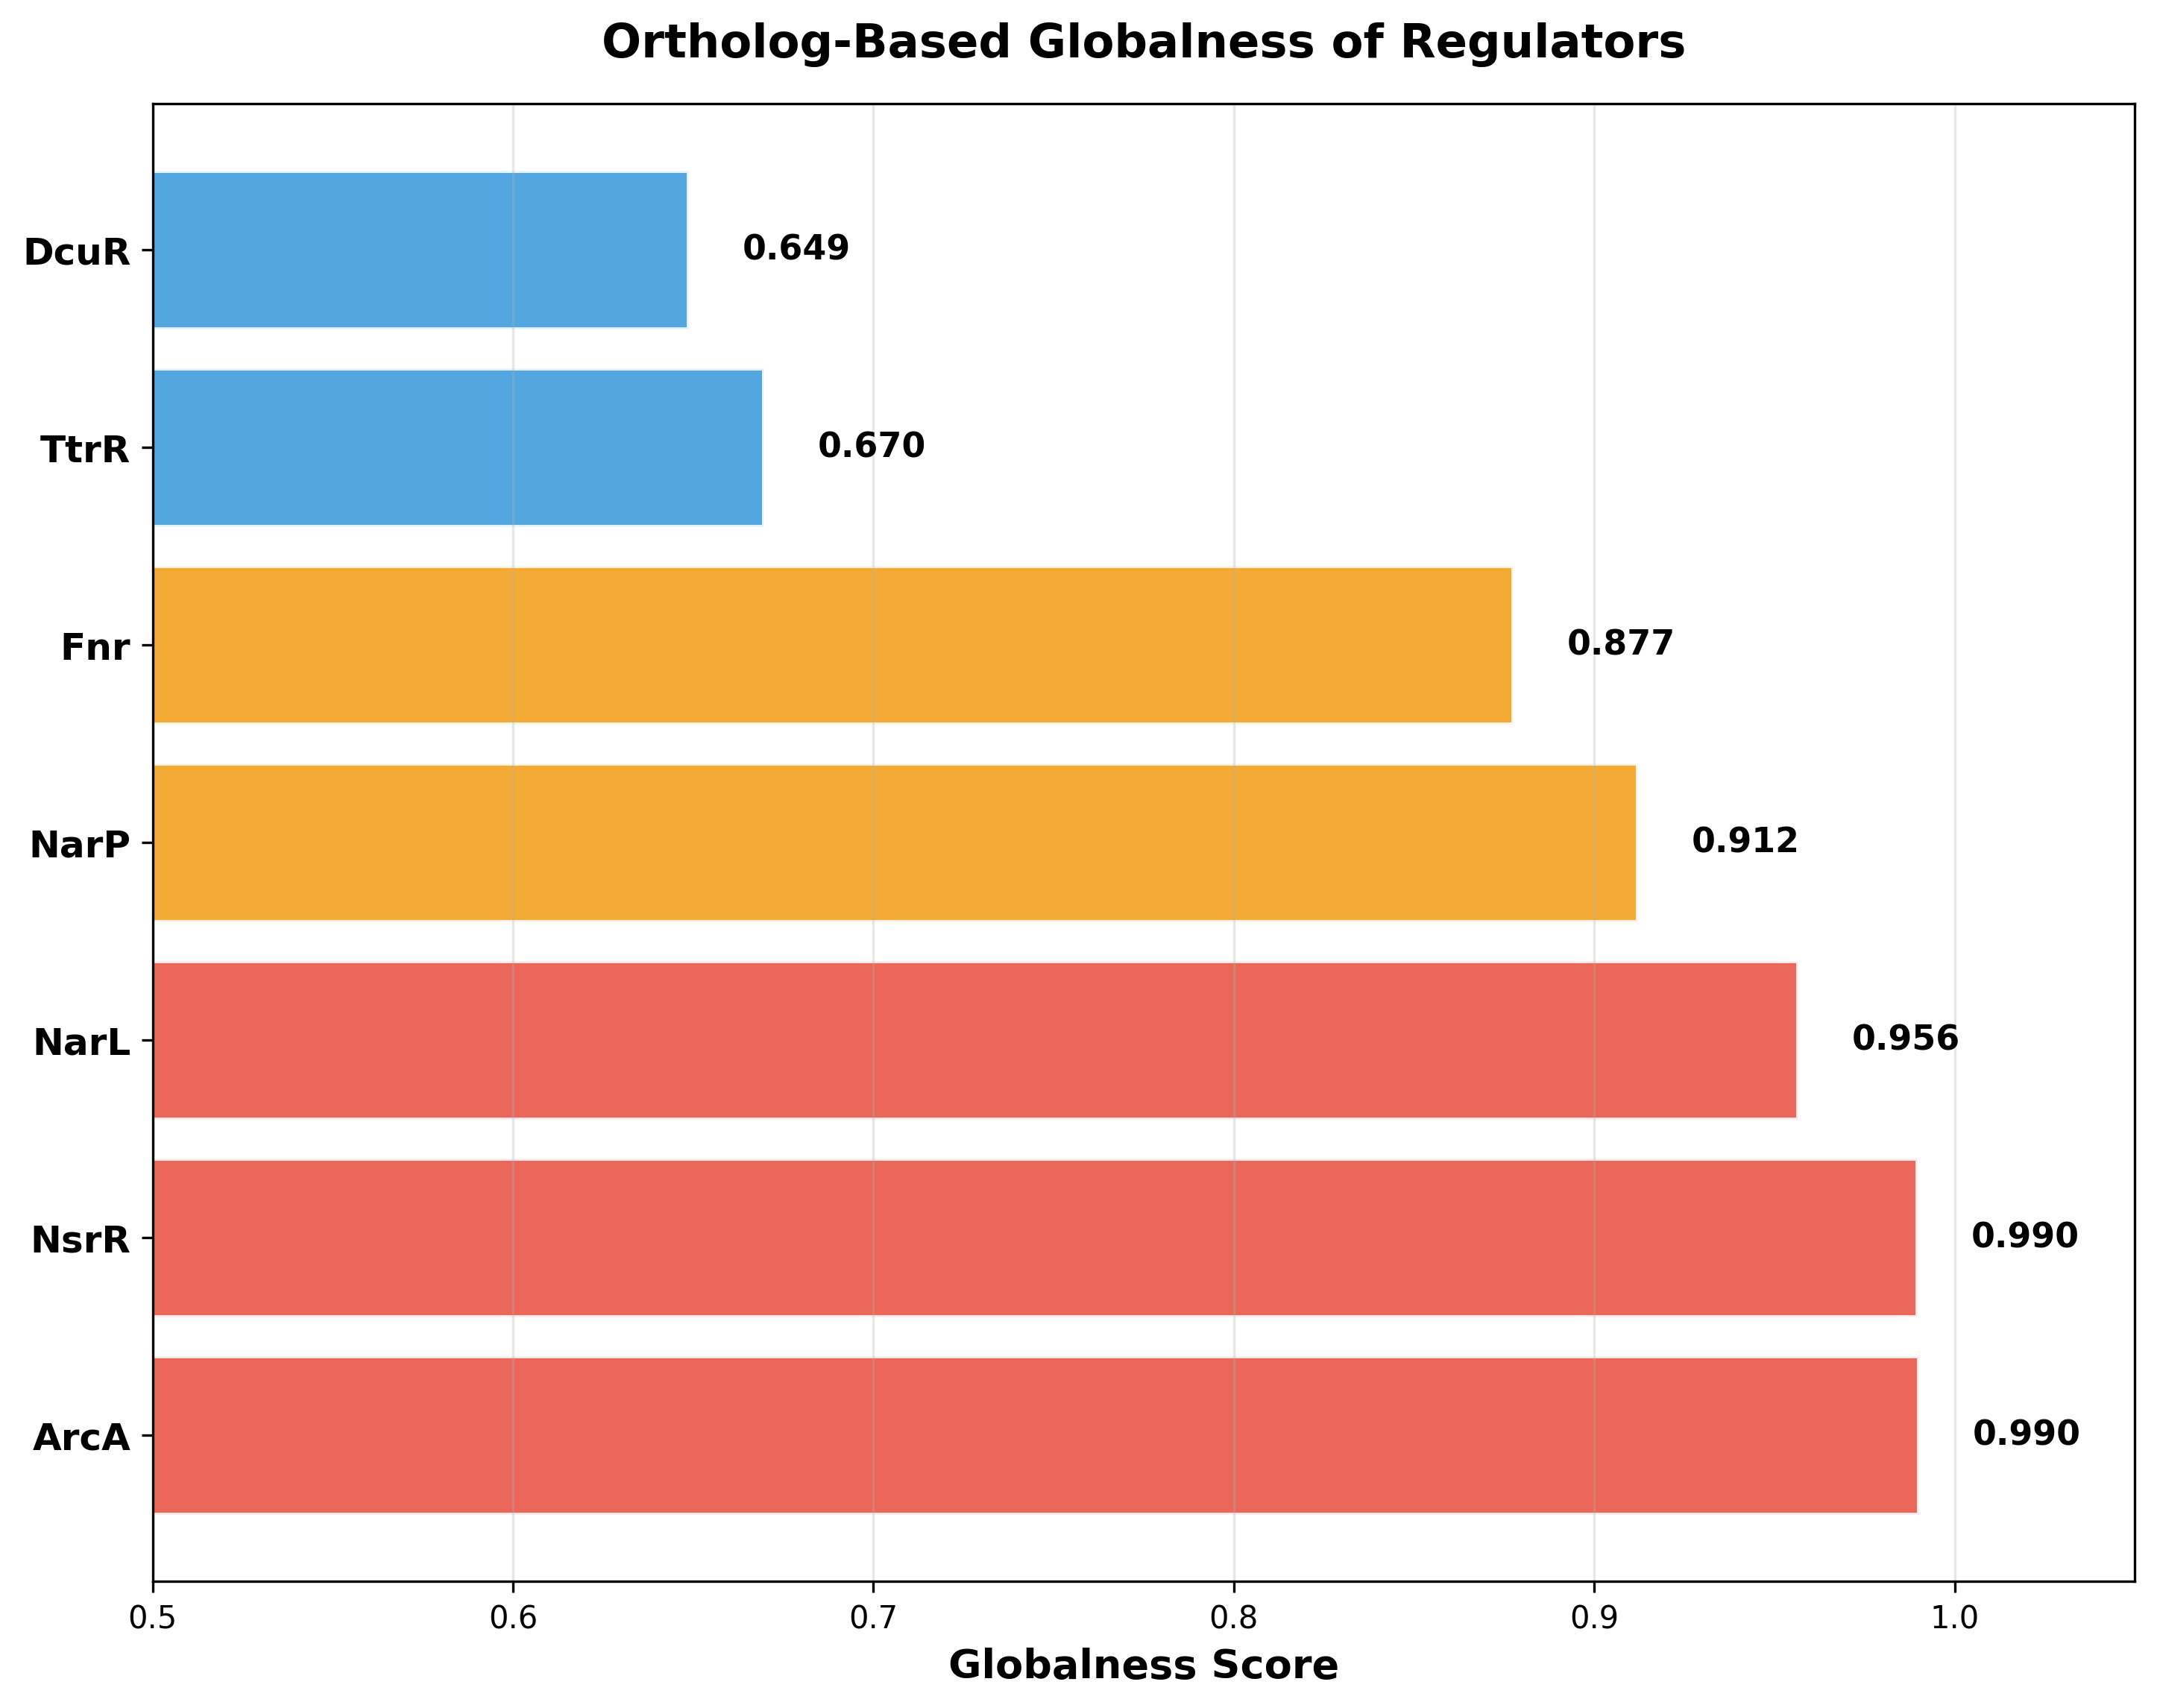 Ortholog-Based Globalness of Regulators
DcuR 0.649
TtrR 0.670
Fnr 0.877
NarP 0.912
NarL 0.956
NsrR 0.990
ArcA 0.990
0.5 0.6 0.7 0.8 0.9 1.0
Globalness Score